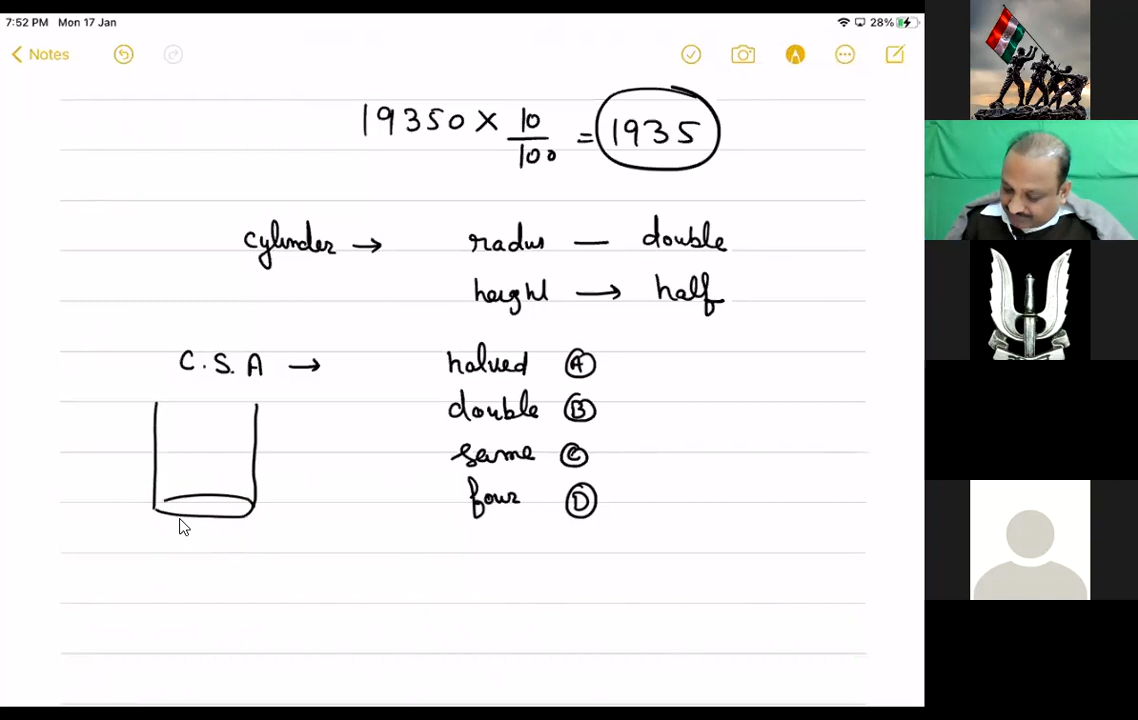 7:52 PM Mon 17 Jan
28%
Notes
19350 × 10/100 = 1935
cylinder → radus — double
height → half
C.S.A → halved A
double B
same C
four D